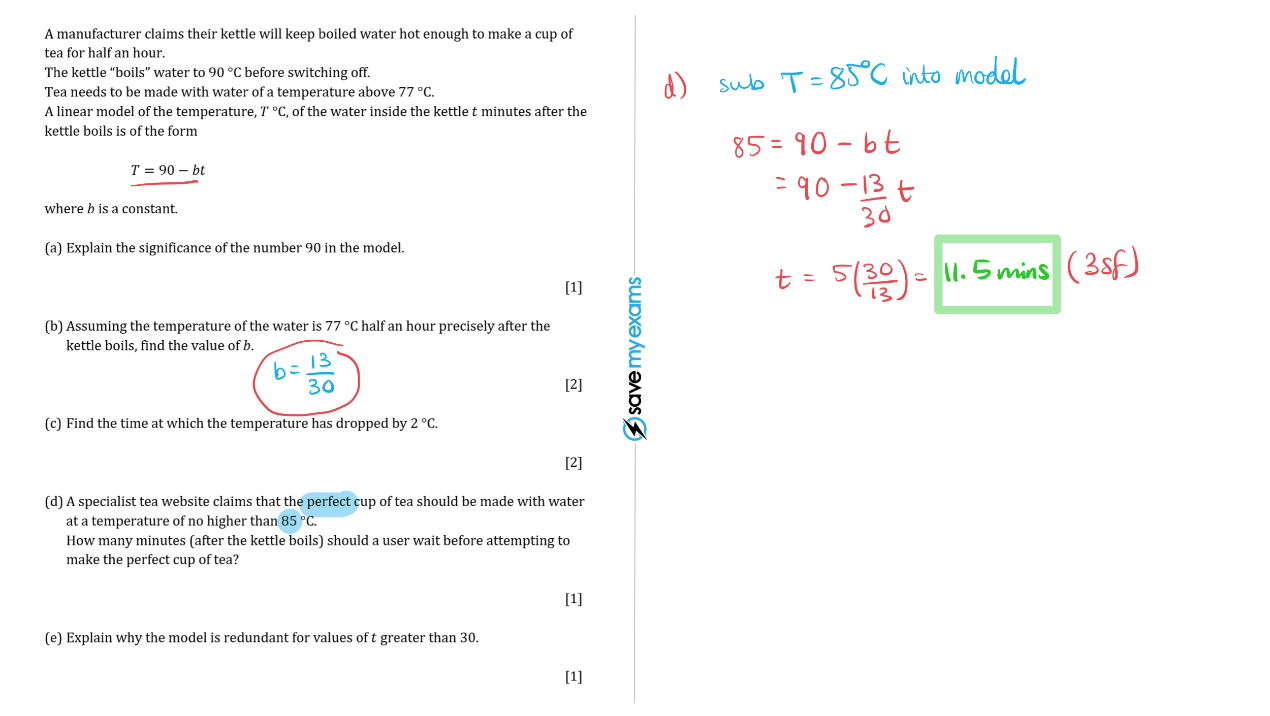 A manufacturer claims their kettle will keep boiled water hot enough to make a cup of
tea for half an hour.
The kettle “boils” water to 90 °C before switching off.
Tea needs to be made with water of a temperature above 77 °C.
A linear model of the temperature, T °C, of the water inside the kettle t minutes after the
kettle boils is of the form
T = 90 − bt
where b is a constant.
(a) Explain the significance of the number 90 in the model.
[1]
(b) Assuming the temperature of the water is 77 °C half an hour precisely after the
kettle boils, find the value of b.
b = 13/30
[2]
(c) Find the time at which the temperature has dropped by 2 °C.
[2]
(d) A specialist tea website claims that the perfect cup of tea should be made with water
at a temperature of no higher than 85 °C.
How many minutes (after the kettle boils) should a user wait before attempting to
make the perfect cup of tea?
[1]
(e) Explain why the model is redundant for values of t greater than 30.
[1]
savemyexams
d) sub T = 85°C into model
85 = 90 − bt
= 90 − 13/30 t
t = 5(30/13) = 11.5 mins (3sf)